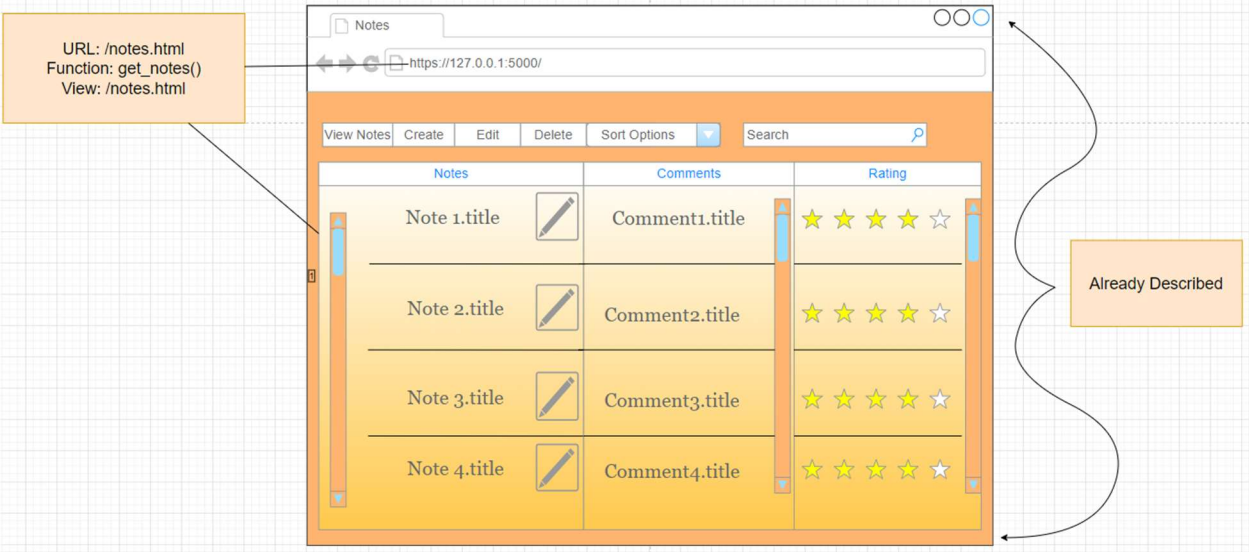 Notes
URL: /notes.html
Function: get_notes()
View: /notes.html
https://127.0.0.1:5000/
View Notes Create Edit Delete Sort Options Search
Notes Comments Rating
Note 1.title Comment1.title
1
Note 2.title Comment2.title
Already Described
Note 3.title Comment3.title
Note 4.title Comment4.title